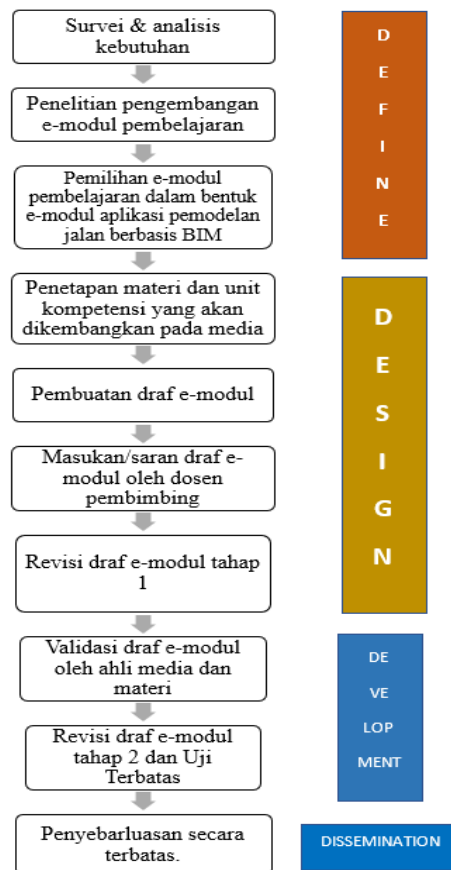 Survei & analisis
kebutuhan
Penelitian pengembangan
e-modul pembelajaran
Pemilihan e-modul
pembelajaran dalam bentuk
e-modul aplikasi pemodelan
jalan berbasis BIM
D
E
F
I
N
E
Penetapan materi dan unit
kompetensi yang akan
dikembangkan pada media
Pembuatan draf e-modul
Masukan/saran draf e-
modul oleh dosen
pembimbing
Revisi draf e-modul tahap
1
D
E
S
I
G
N
Validasi draf e-modul
oleh ahli media dan
materi
Revisi draf e-modul
tahap 2 dan Uji
Terbatas
DE
VE
LOP
MENT
Penyebarluasan secara
terbatas.
DISSEMINATION